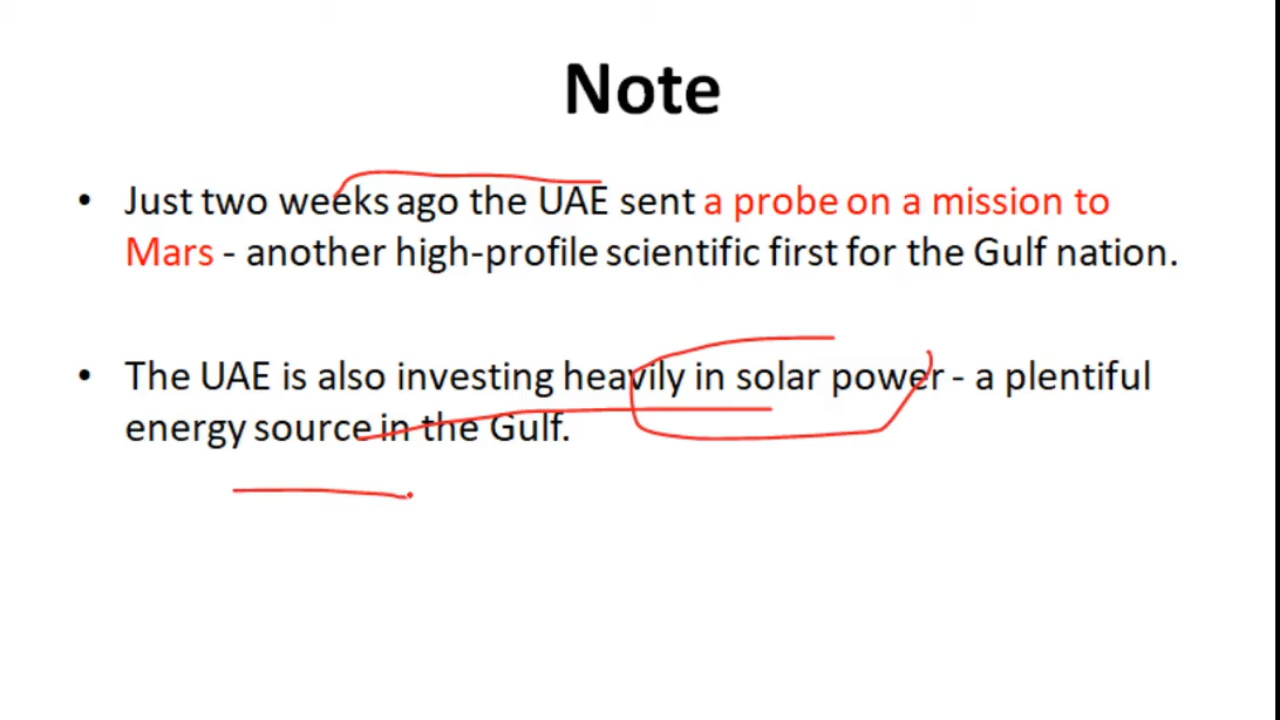 Note
• Just two weeks ago the UAE sent a probe on a mission to
Mars - another high-profile scientific first for the Gulf nation.
• The UAE is also investing heavily in solar power - a plentiful
energy source in the Gulf.